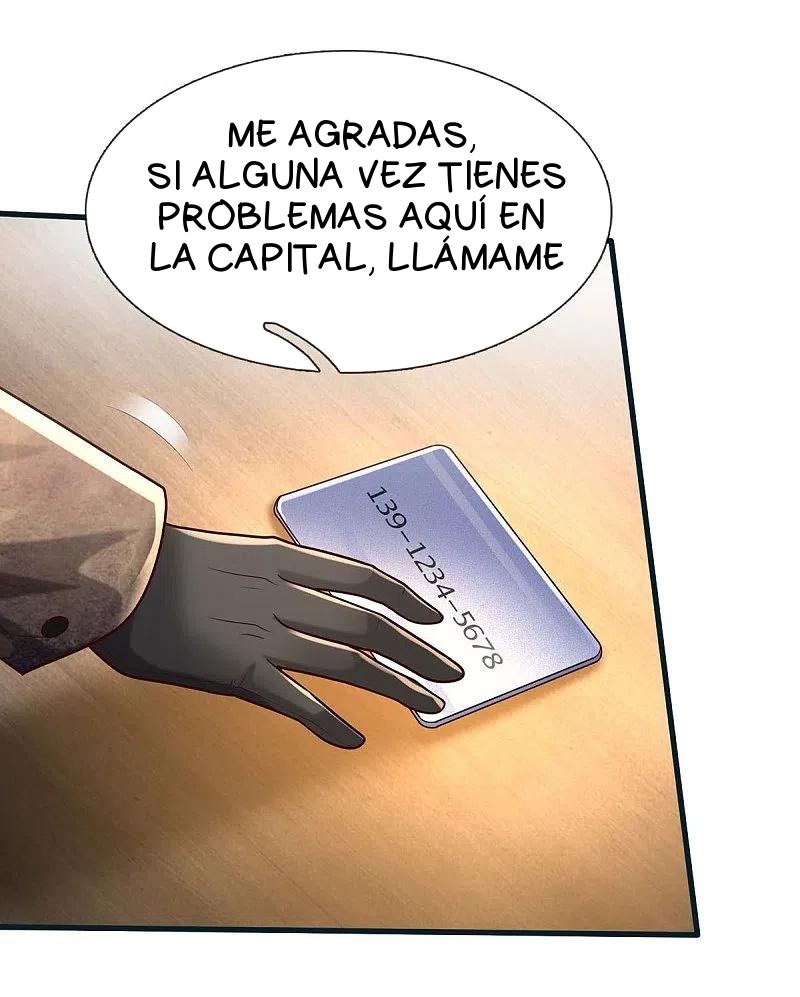 ME AGRADAS,
SI ALGUNA VEZ TIENES
PROBLEMAS AQUÍ EN
LA CAPITAL, LLÁMAME
139-1234-5678